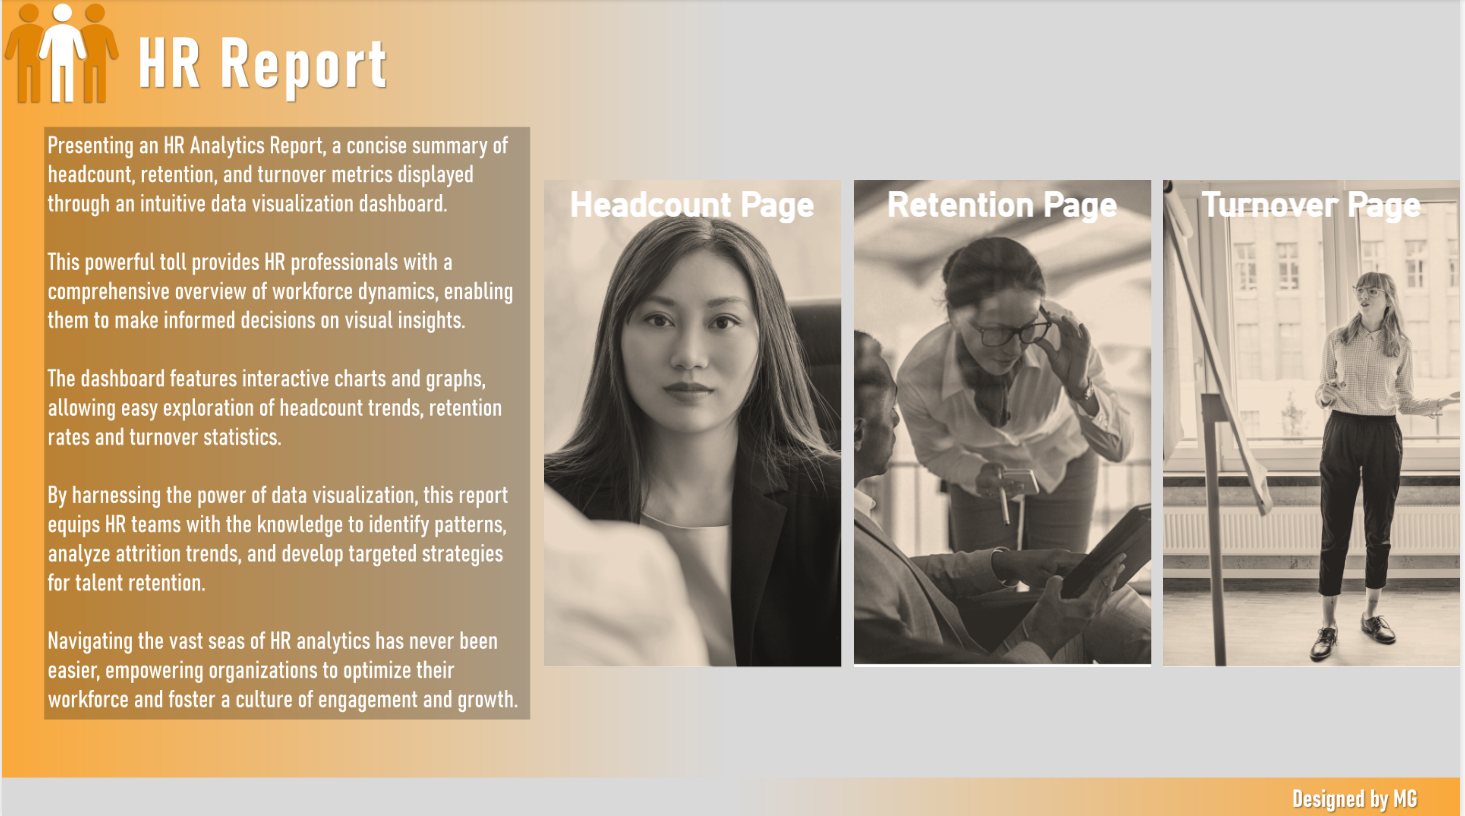 HR Report
Presenting an HR Analytics Report, a concise summary of
headcount, retention, and turnover metrics displayed
through an intuitive data visualization dashboard.
This powerful toll provides HR professionals with a
comprehensive overview of workforce dynamics, enabling
them to make informed decisions on visual insights.
The dashboard features interactive charts and graphs,
allowing easy exploration of headcount trends, retention
rates and turnover statistics.
By harnessing the power of data visualization, this report
equips HR teams with the knowledge to identify patterns,
analyze attrition trends, and develop targeted strategies
for talent retention.
Navigating the vast seas of HR analytics has never been
easier, empowering organizations to optimize their
workforce and foster a culture of engagement and growth.
Headcount Page
Retention Page
Turnover Page
Designed by MG